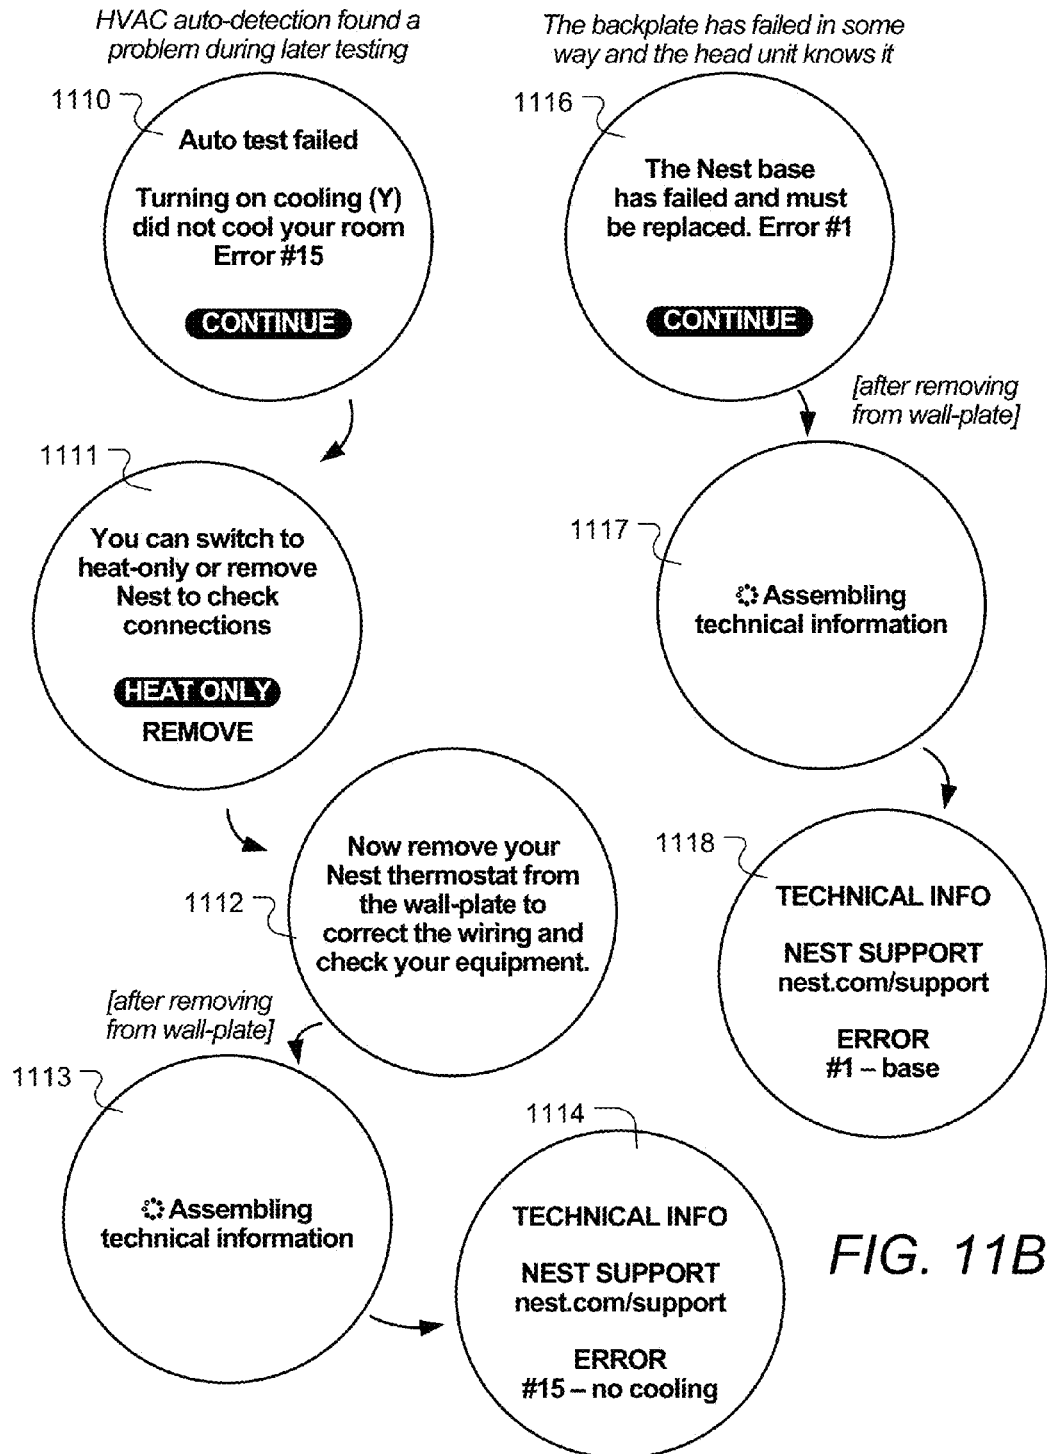 HVAC auto-detection found a
problem during later testing
1110
Auto test failed
Turning on cooling (Y)
did not cool your room
Error #15
CONTINUE
1111
You can switch to
heat-only or remove
Nest to check
connections
HEAT ONLY
REMOVE
1112
Now remove your
Nest thermostat from
the wall-plate to
correct the wiring and
check your equipment.
[after removing
from wall-plate]
1113
Assembling
technical information
1114
TECHNICAL INFO
NEST SUPPORT
nest.com/support
ERROR
#15 – no cooling
The backplate has failed in some
way and the head unit knows it
1116
The Nest base
has failed and must
be replaced. Error #1
CONTINUE
[after removing
from wall-plate]
1117
Assembling
technical information
1118
TECHNICAL INFO
NEST SUPPORT
nest.com/support
ERROR
#1 – base
FIG. 11B